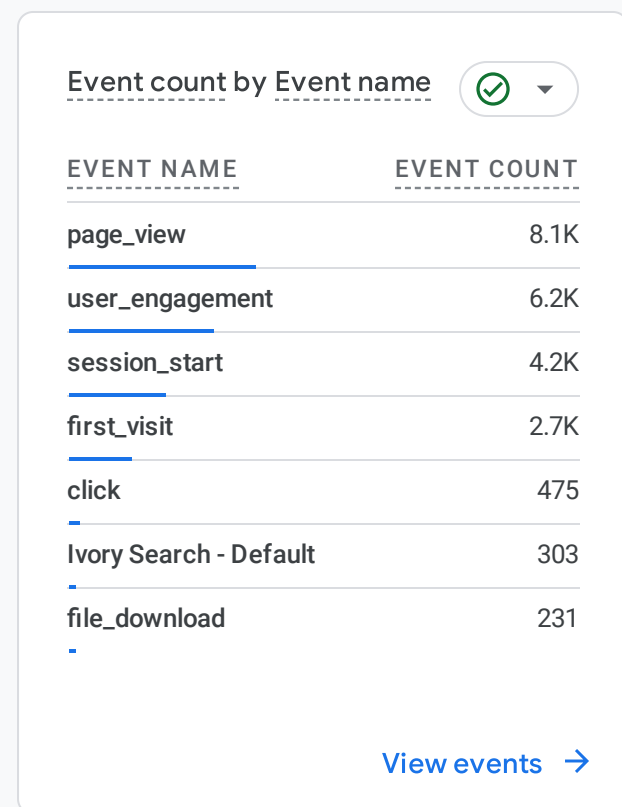 Event count by Event name
EVENT NAME EVENT COUNT
page_view 8.1K
user_engagement 6.2K
session_start 4.2K
first_visit 2.7K
click 475
Ivory Search - Default 303
file_download 231
View events